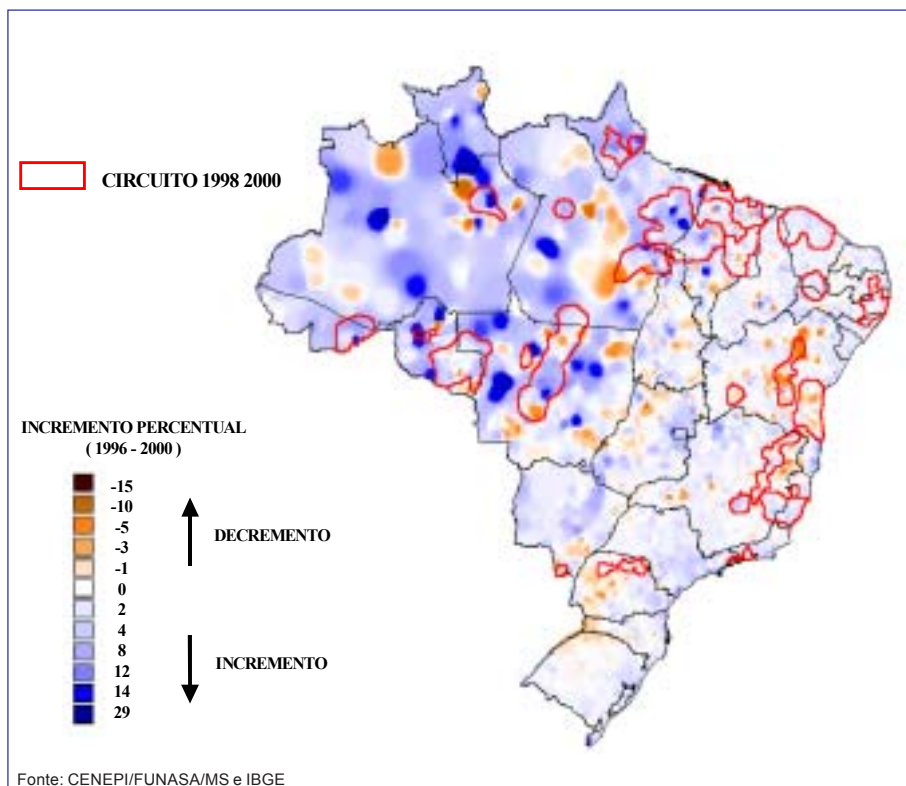 CIRCUITO 1998 2000
INCREMENTO PERCENTUAL
( 1996 - 2000 )
-15
-10
-5
-3
-1
0
2
4
8
12
14
29
DECREMENTO
INCREMENTO
Fonte: CENEPI/FUNASA/MS e IBGE